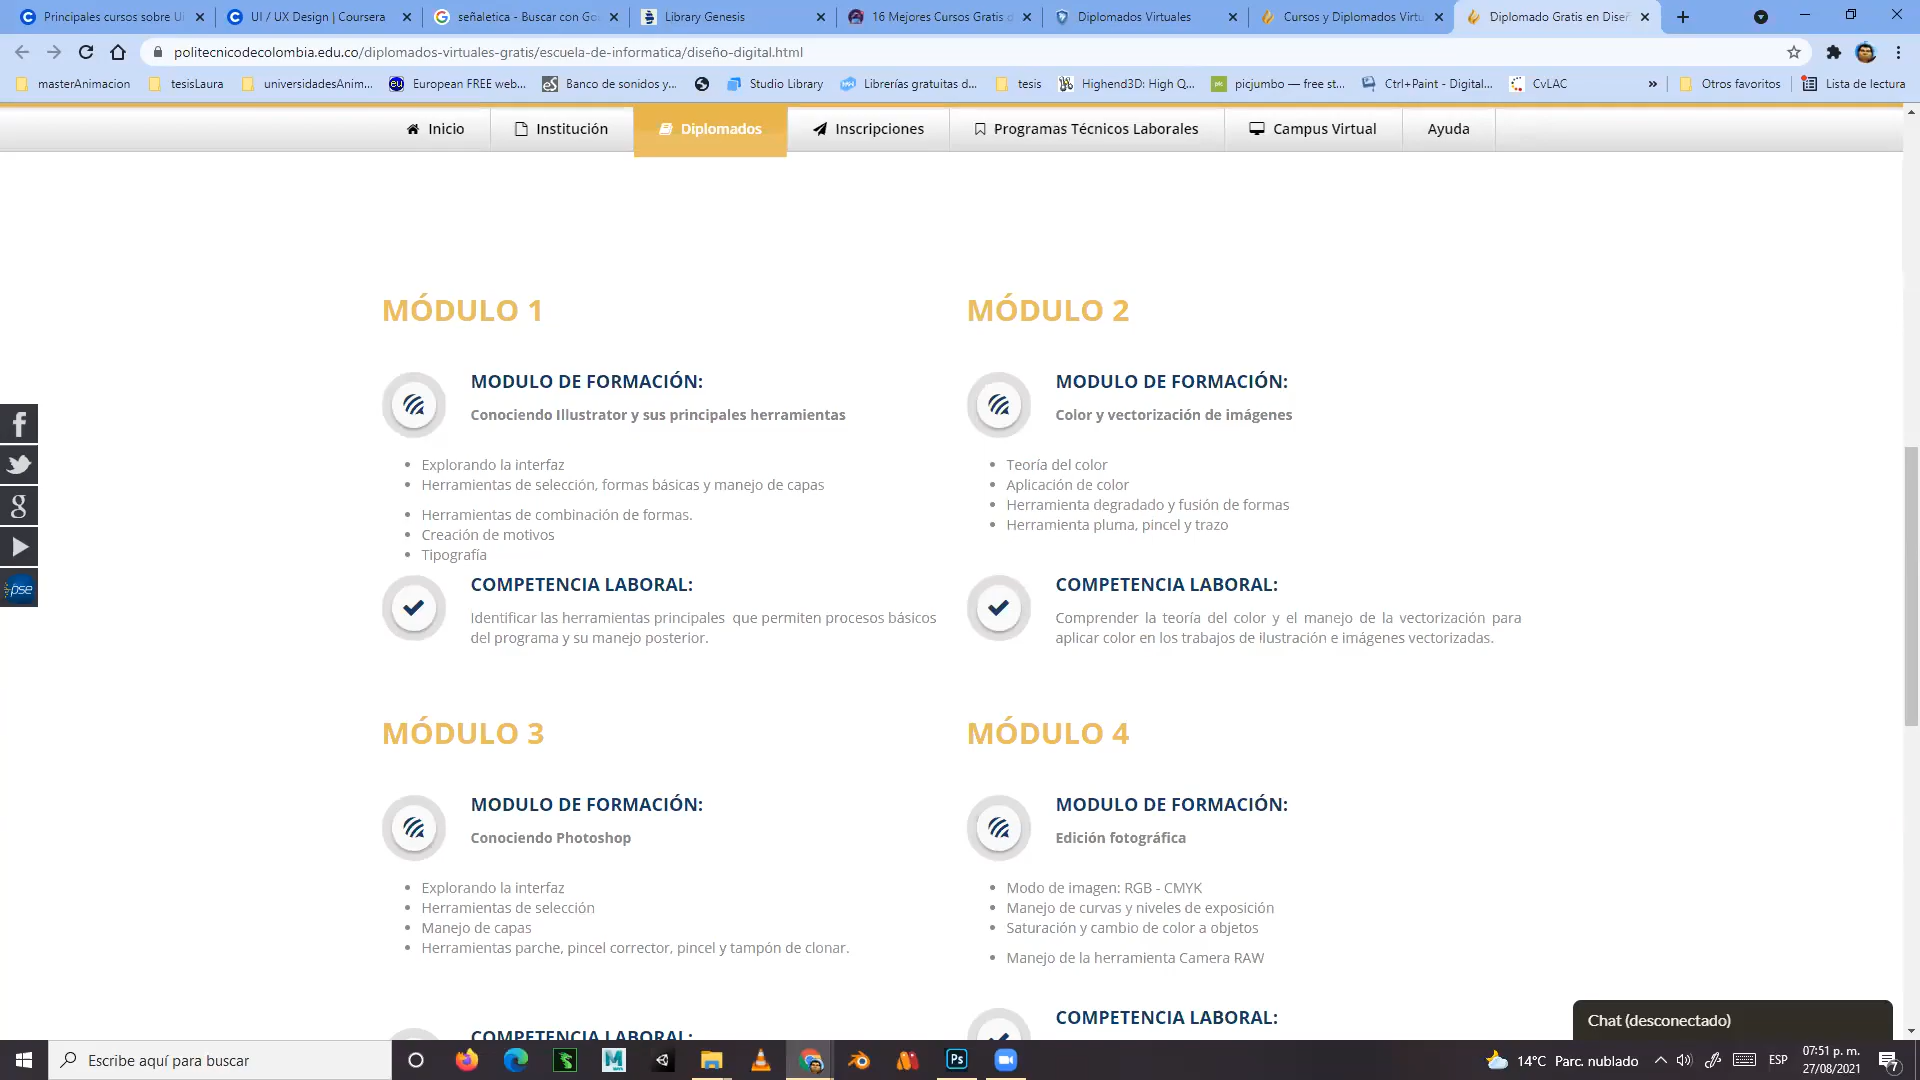 Principales cursos sobre U
UI / UX Design | Coursera
señaletica - Buscar con Go
Library Genesis
16 Mejores Cursos Gratis d
Diplomados Virtuales
Cursos y Diplomados Virtu
Diplomado Gratis en Diseñ
politecnicodecolombia.edu.co/diplomados-virtuales-gratis/escuela-de-informatica/diseño-digital.html
masterAnimacion
tesisLaura
universidadesAnim...
European FREE web...
Banco de sonidos y...
Studio Library
Librerías gratuitas d...
tesis
Highend3D: High Q...
picjumbo — free st...
Ctrl+Paint - Digital...
CvLAC
»
Otros favoritos
Lista de lectura
Inicio
Institución
Diplomados
Inscripciones
Programas Técnicos Laborales
Campus Virtual
Ayuda
MÓDULO 1
MODULO DE FORMACIÓN:
Conociendo Illustrator y sus principales herramientas
Explorando la interfaz
Herramientas de selección, formas básicas y manejo de capas
Herramientas de combinación de formas.
Creación de motivos
Tipografía
COMPETENCIA LABORAL:
Identificar las herramientas principales que permiten procesos básicos
del programa y su manejo posterior.
MÓDULO 2
MODULO DE FORMACIÓN:
Color y vectorización de imágenes
Teoría del color
Aplicación de color
Herramienta degradado y fusión de formas
Herramienta pluma, pincel y trazo
COMPETENCIA LABORAL:
Comprender la teoría del color y el manejo de la vectorización para
aplicar color en los trabajos de ilustración e imágenes vectorizadas.
pse
MÓDULO 3
MODULO DE FORMACIÓN:
Conociendo Photoshop
Explorando la interfaz
Herramientas de selección
Manejo de capas
Herramientas parche, pincel corrector, pincel y tampón de clonar.
COMPETENCIA LABORAL:
MÓDULO 4
MODULO DE FORMACIÓN:
Edición fotográfica
Modo de imagen: RGB - CMYK
Manejo de curvas y niveles de exposición
Saturación y cambio de color a objetos
Manejo de la herramienta Camera RAW
COMPETENCIA LABORAL:
Chat (desconectado)
Escribe aquí para buscar
Ps
14°C Parc. nublado
ESP
07:51 p. m.
27/08/2021
7